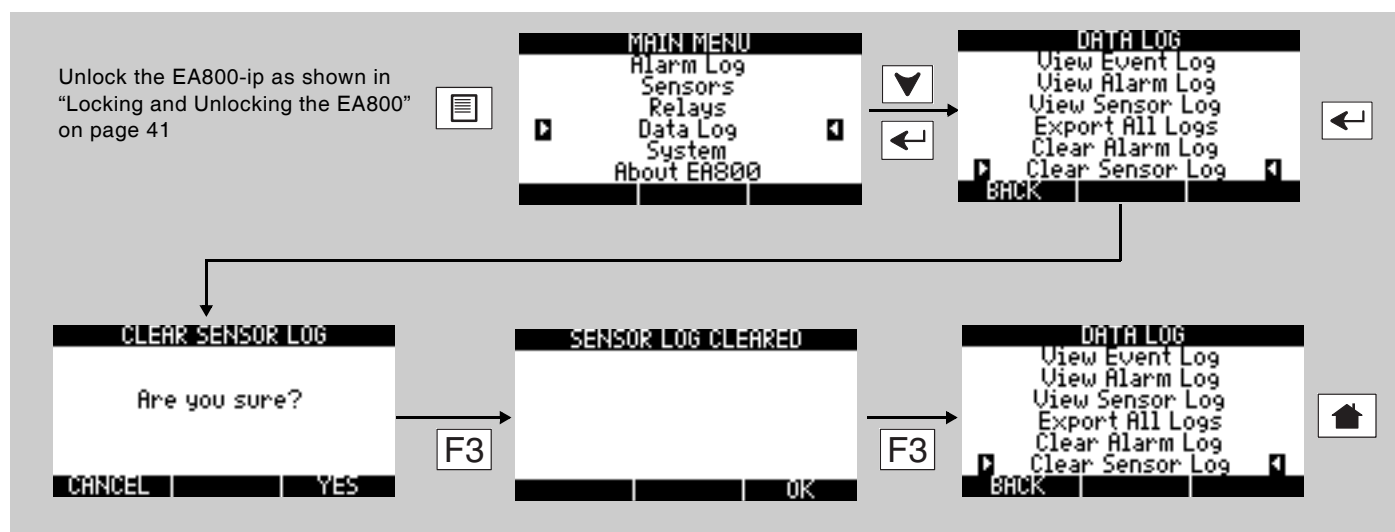 Unlock the EA800-ip as shown in
“Locking and Unlocking the EA800”
on page 41
MAIN MENU
Alarm Log
Sensors
Relays
Data Log
System
About EA800
DATA LOG
View Event Log
View Alarm Log
View Sensor Log
Export All Logs
Clear Alarm Log
Clear Sensor Log
BACK
CLEAR SENSOR LOG
Are you sure?
CANCEL YES
F3
SENSOR LOG CLEARED
OK
F3
DATA LOG
View Event Log
View Alarm Log
View Sensor Log
Export All Logs
Clear Alarm Log
Clear Sensor Log
BACK